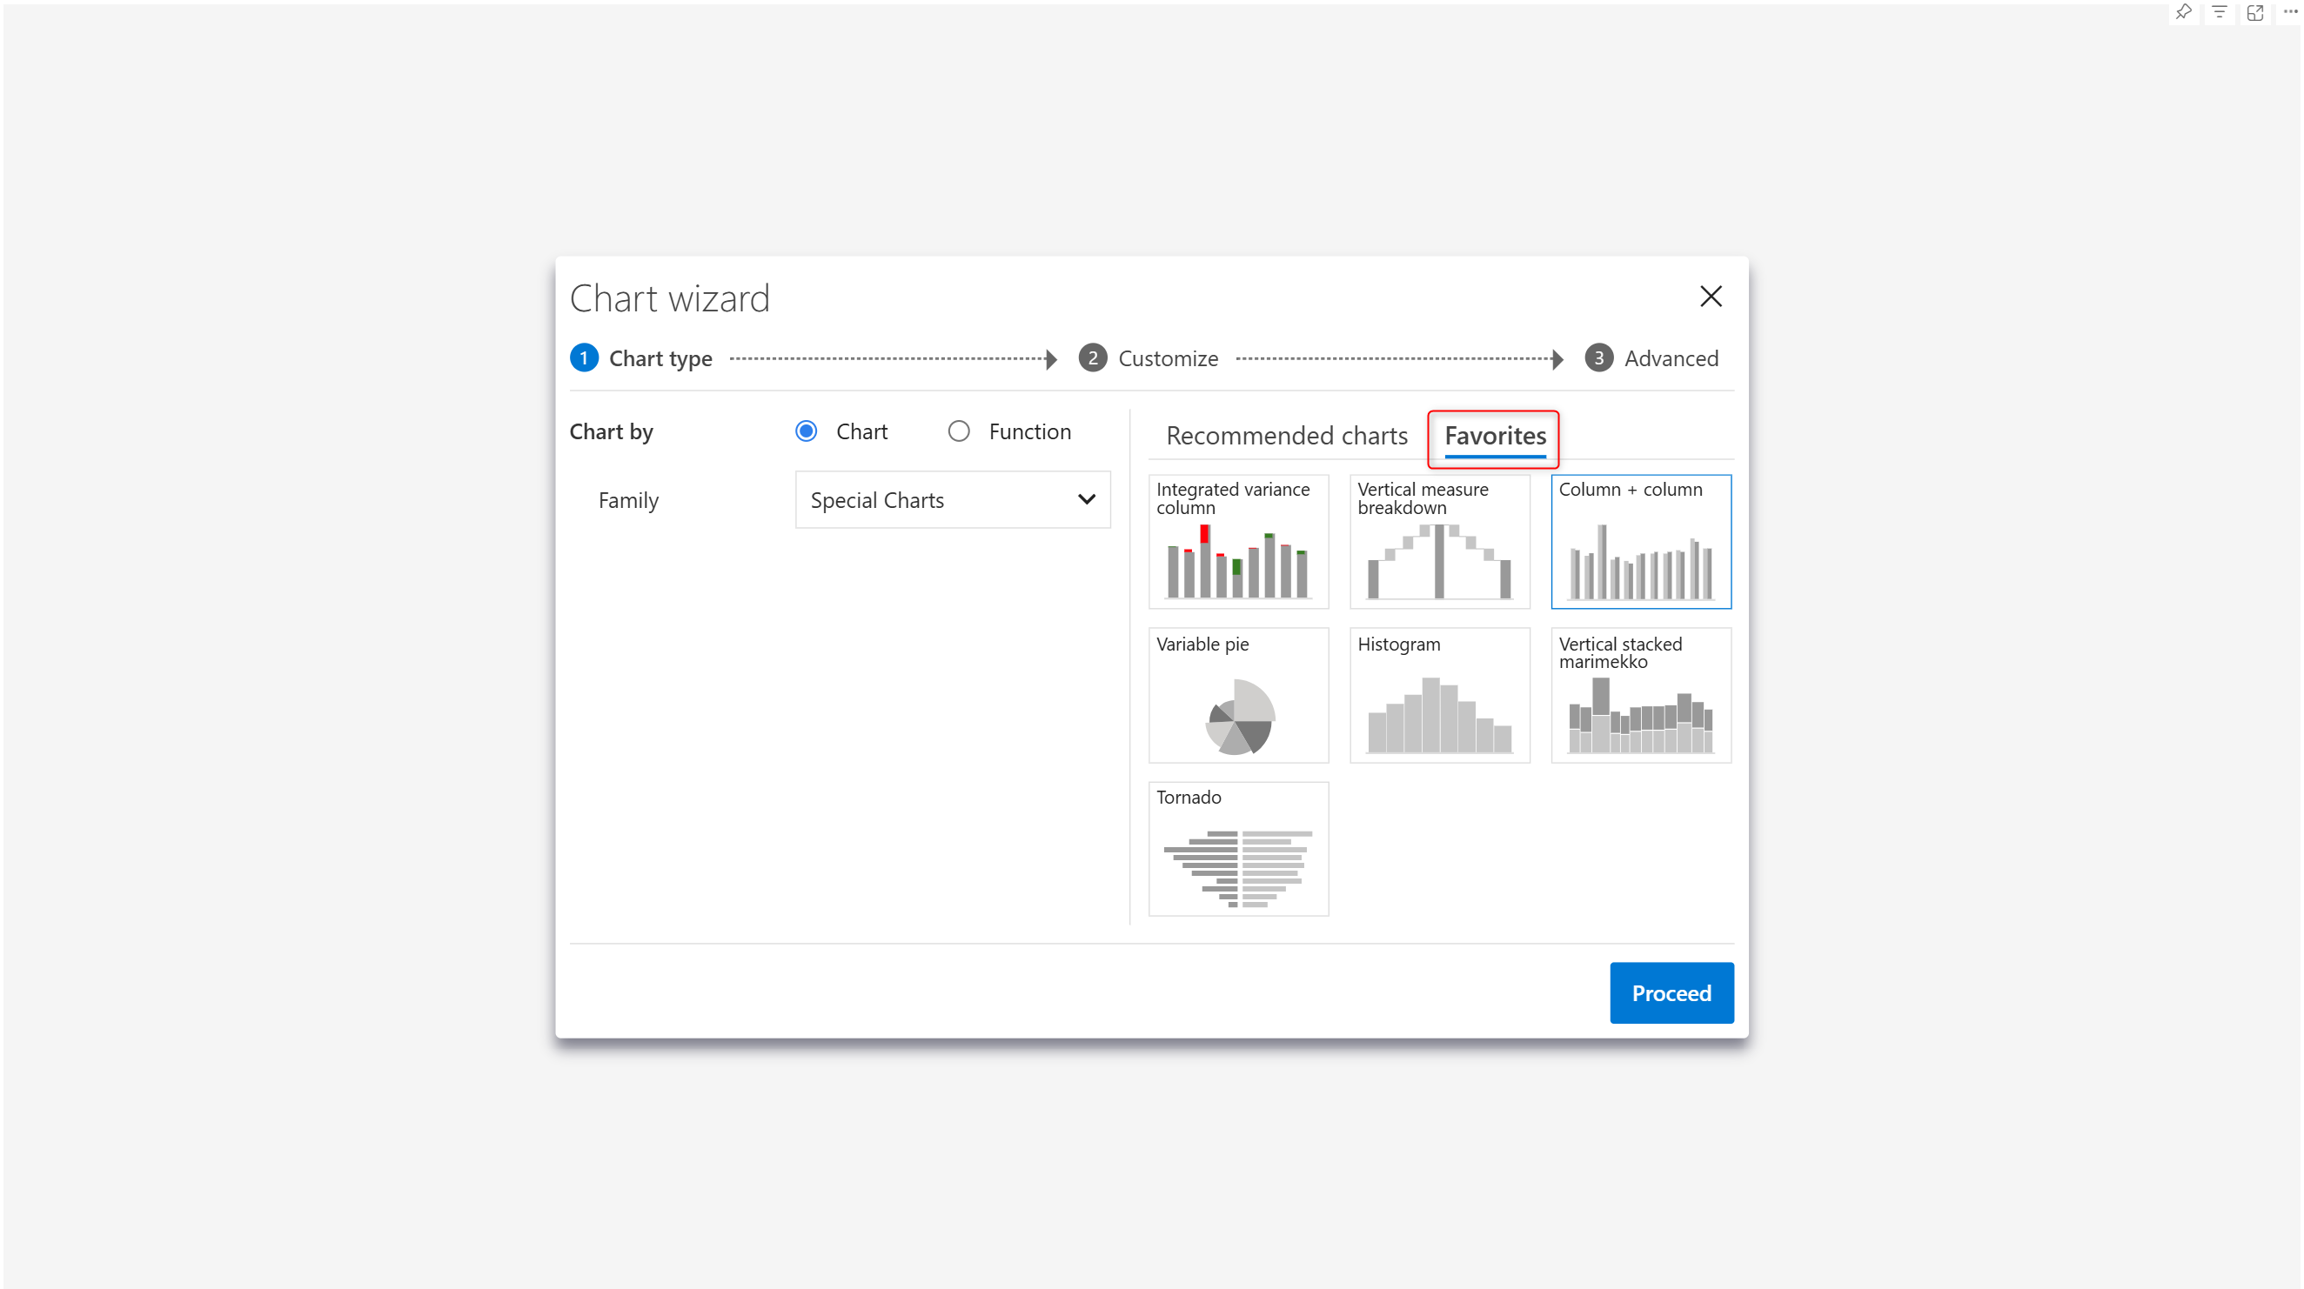 Chart wizard
1 Chart type
2 Customize
3 Advanced
Chart by
Chart
Function
Family
Special Charts
Recommended charts
Favorites
Integrated variance
column
Vertical measure
breakdown
Column + column
Variable pie
Histogram
Vertical stacked
marimekko
Tornado
Proceed